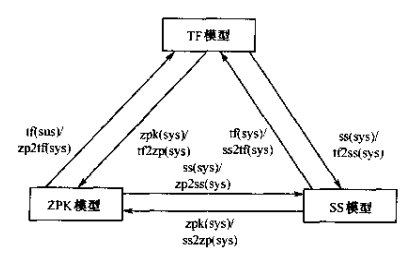 TF模型
tf(sus)/
zp2tf(sys)
zpk(sys)/
tf2zp(sys)
tf(sys)/
ss2tf(sys)
ss(sys)/
tf2ss(sys)
ss(sys)/
zp2ss(sys)
ZPK模型
SS模型
zpk(sys)/
ss2zp(sys)